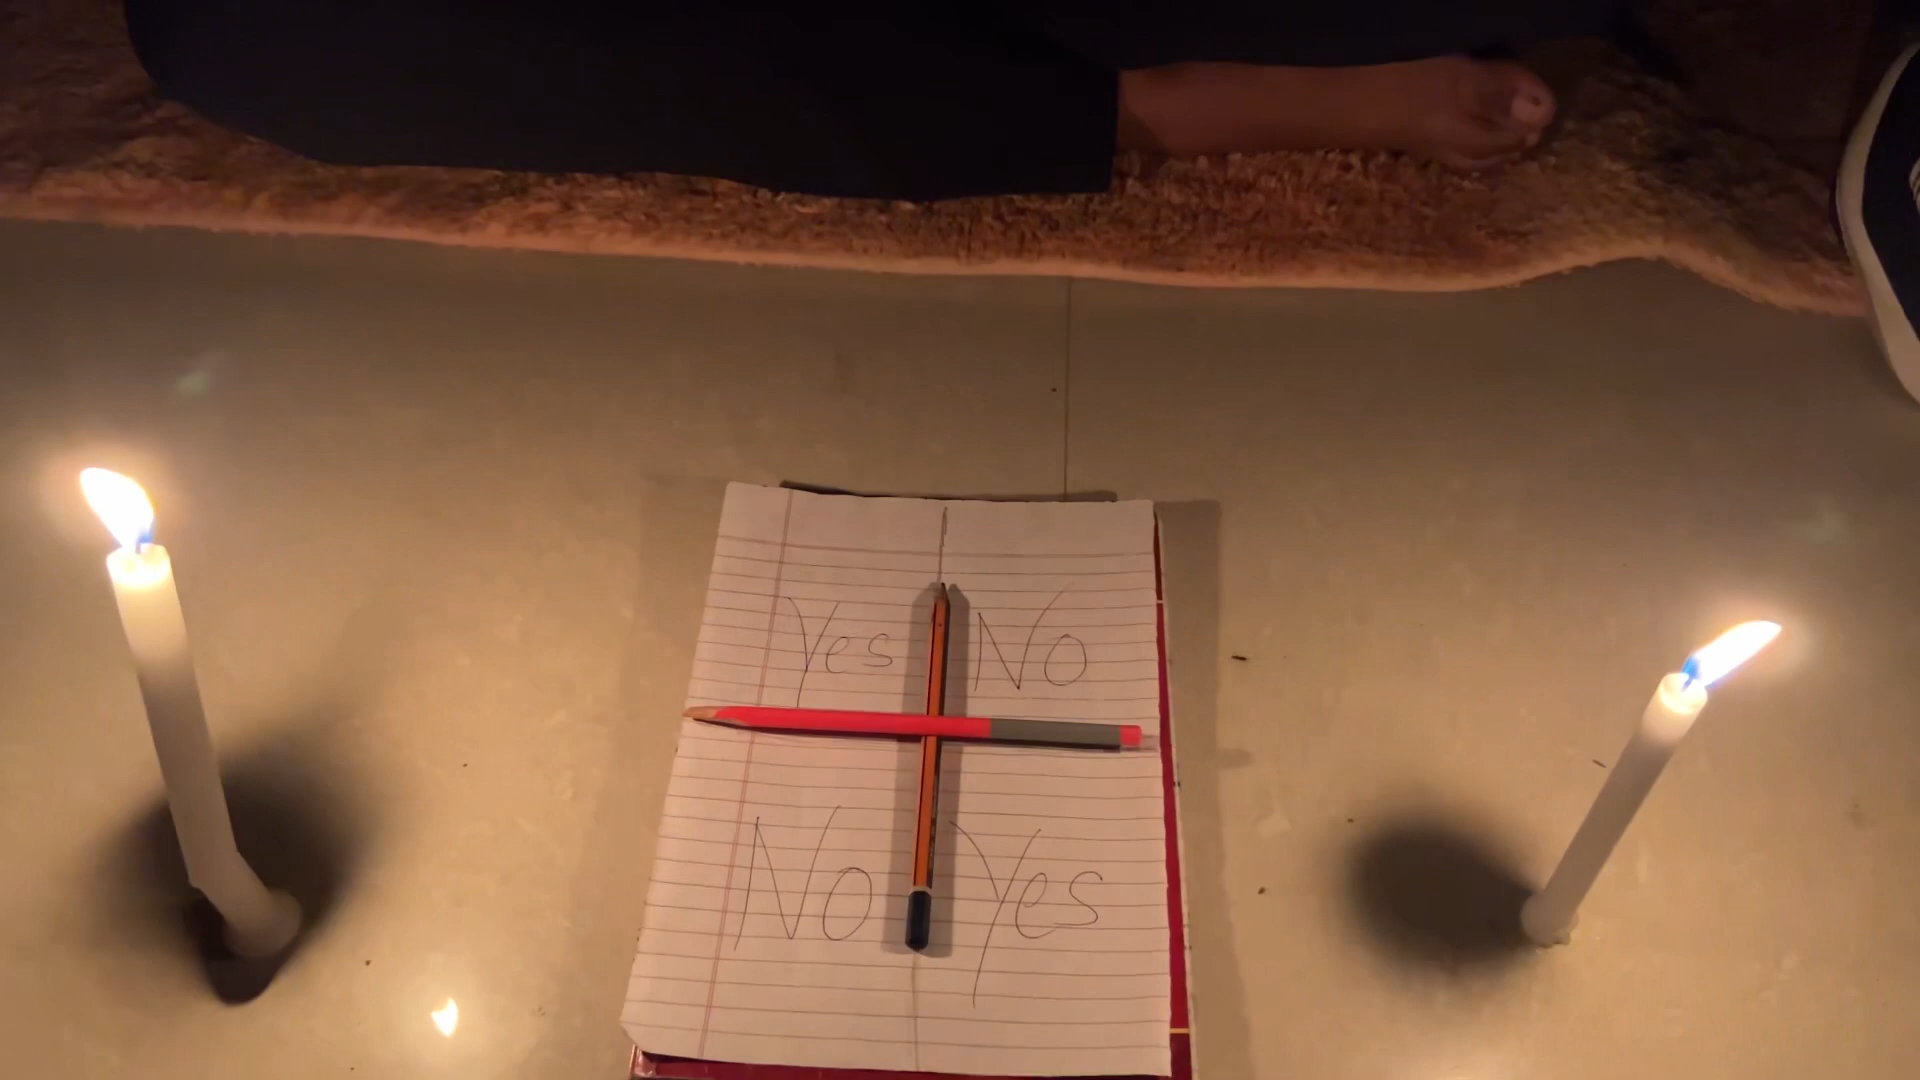 Yes No
No Yes